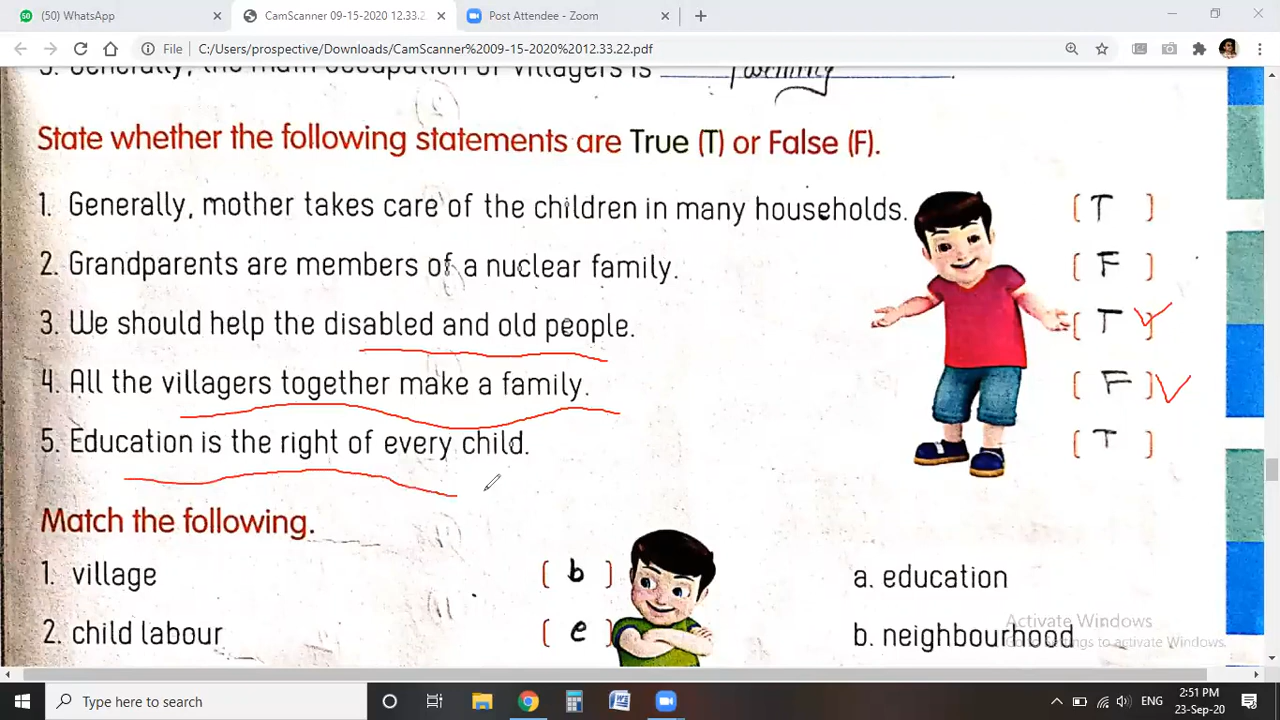 (50) WhatsApp
CamScanner 09-15-2020 12.33.2
Post Attendee - Zoom
File
C:/Users/prospective/Downloads/CamScanner%2009-15-2020%2012.33.22.pdf
3. Generally, the main occupation of villagers is farming.
State whether the following statements are True (T) or False (F).
1. Generally, mother takes care of the children in many households. [ T ]
2. Grandparents are members of a nuclear family. [ F ]
3. We should help the disabled and old people. [ T ]
4. All the villagers together make a family. [ F ]
5. Education is the right of every child. [ T ]
Match the following.
1. village [ b ] a. education
2. child labour [ e ] b. neighbourhood
Activate Windows
Go to Settings to activate Windows.
Type here to search
ENG
2:51 PM
23-Sep-20